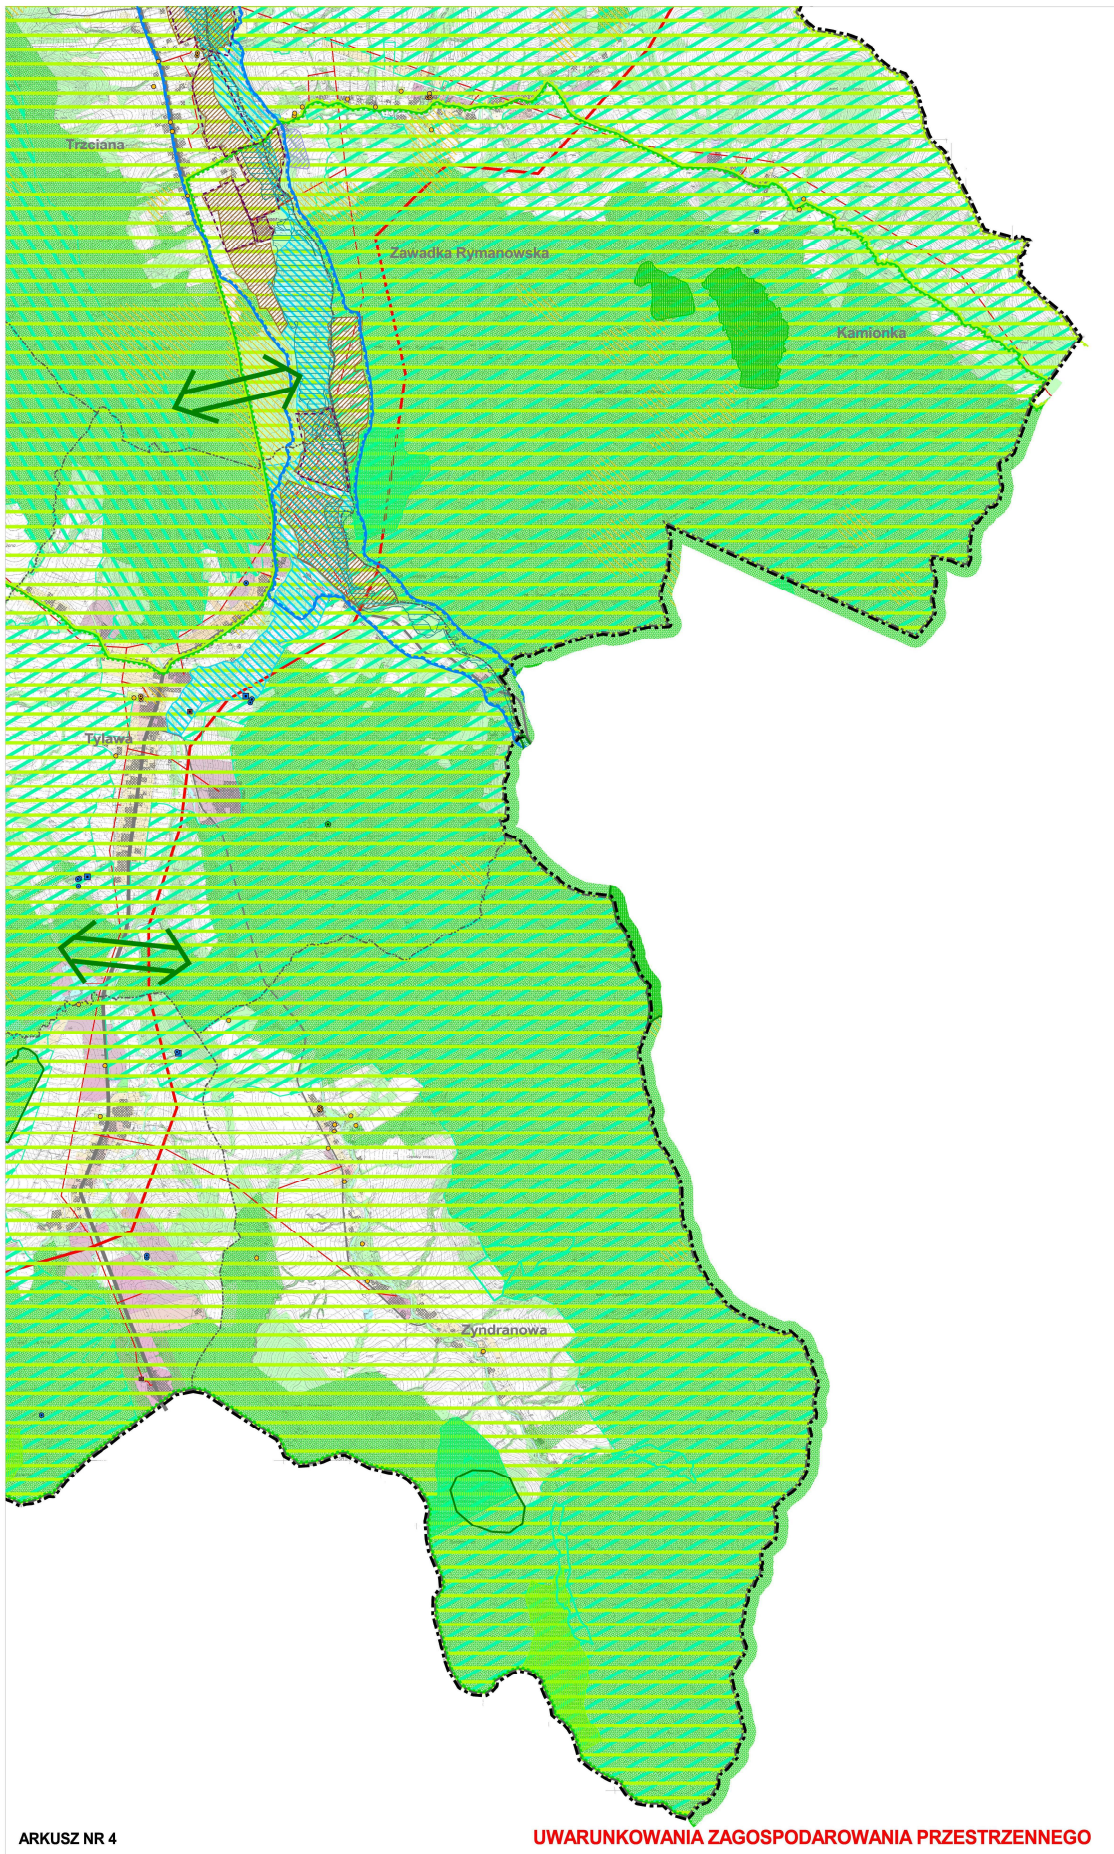 Trzciana
Zawadka Rymanowska
Kamionka
Tylawa
Zyndranowa
ARKUSZ NR 4
UWARUNKOWANIA ZAGOSPODAROWANIA PRZESTRZENNEGO